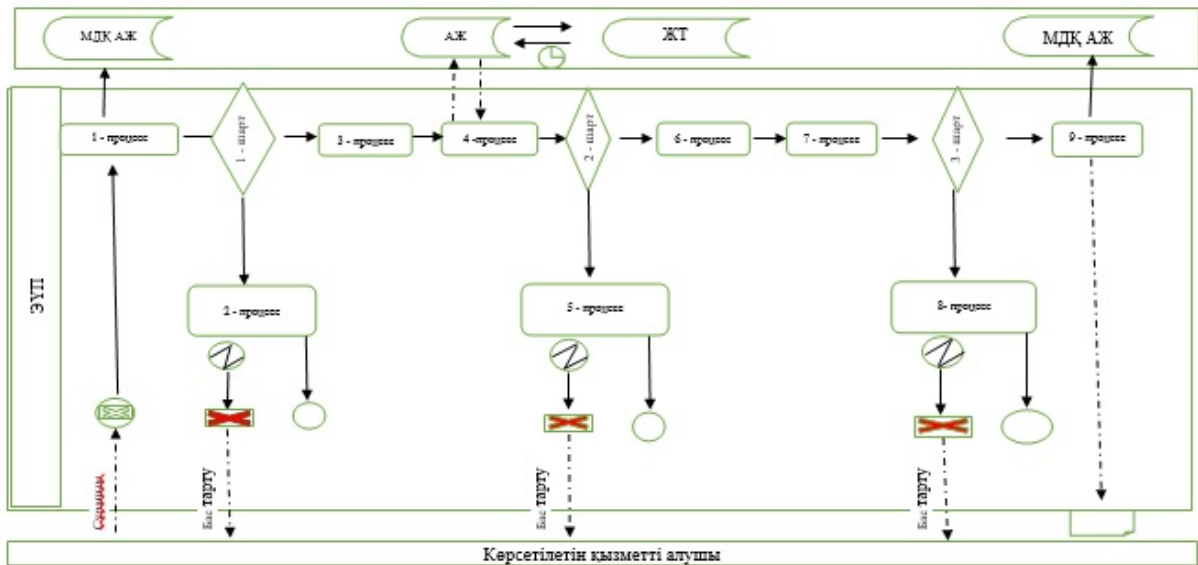 МДҚ АЖ
АЖ
ЖТ
МДҚ АЖ
ЭҮП
1 - процесс
1 - шарт
3 - процесс
4 -процесс
2 - шарт
6 - процесс
7 - процесс
3 - шарт
9 - процесс
2 - процесс
5 - процесс
8- процесс
Бас тарту
Бас тарту
Бас тарту
Көрсетілетін қызметті алушы